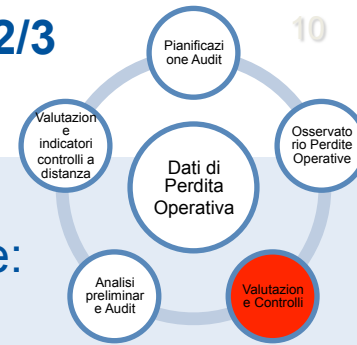 2/3
10
Pianificazi
one Audit
Valutazion
e
indicatori
controlli a
distanza
Osservato
rio Perdite
Operative
Dati di
Perdita
Operativa
e:
Analisi
preliminar
e Audit
Valutazion
e Controlli